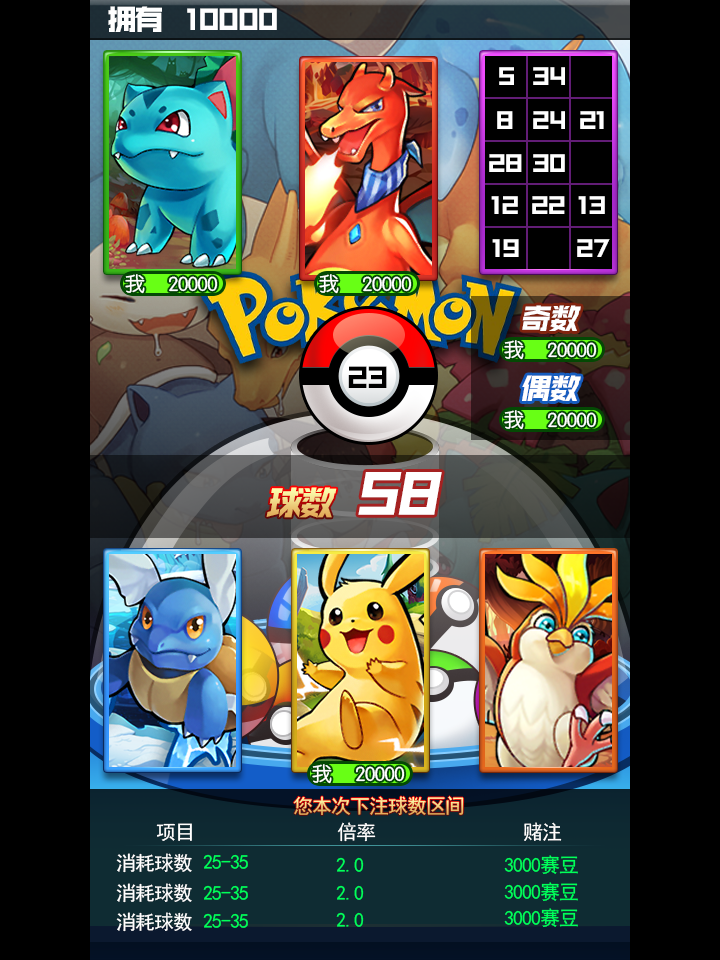 拥有 10000
5 34
8 24 21
28 30
12 22 13
19 27
我 20000
我 20000
POKEMON
奇数
我 20000
偶数
我 20000
23
球数 58
我 20000
您本次下注球数区间
项目 倍率 赌注
消耗球数 25-35 2.0 3000赛豆
消耗球数 25-35 2.0 3000赛豆
消耗球数 25-35 2.0 3000赛豆